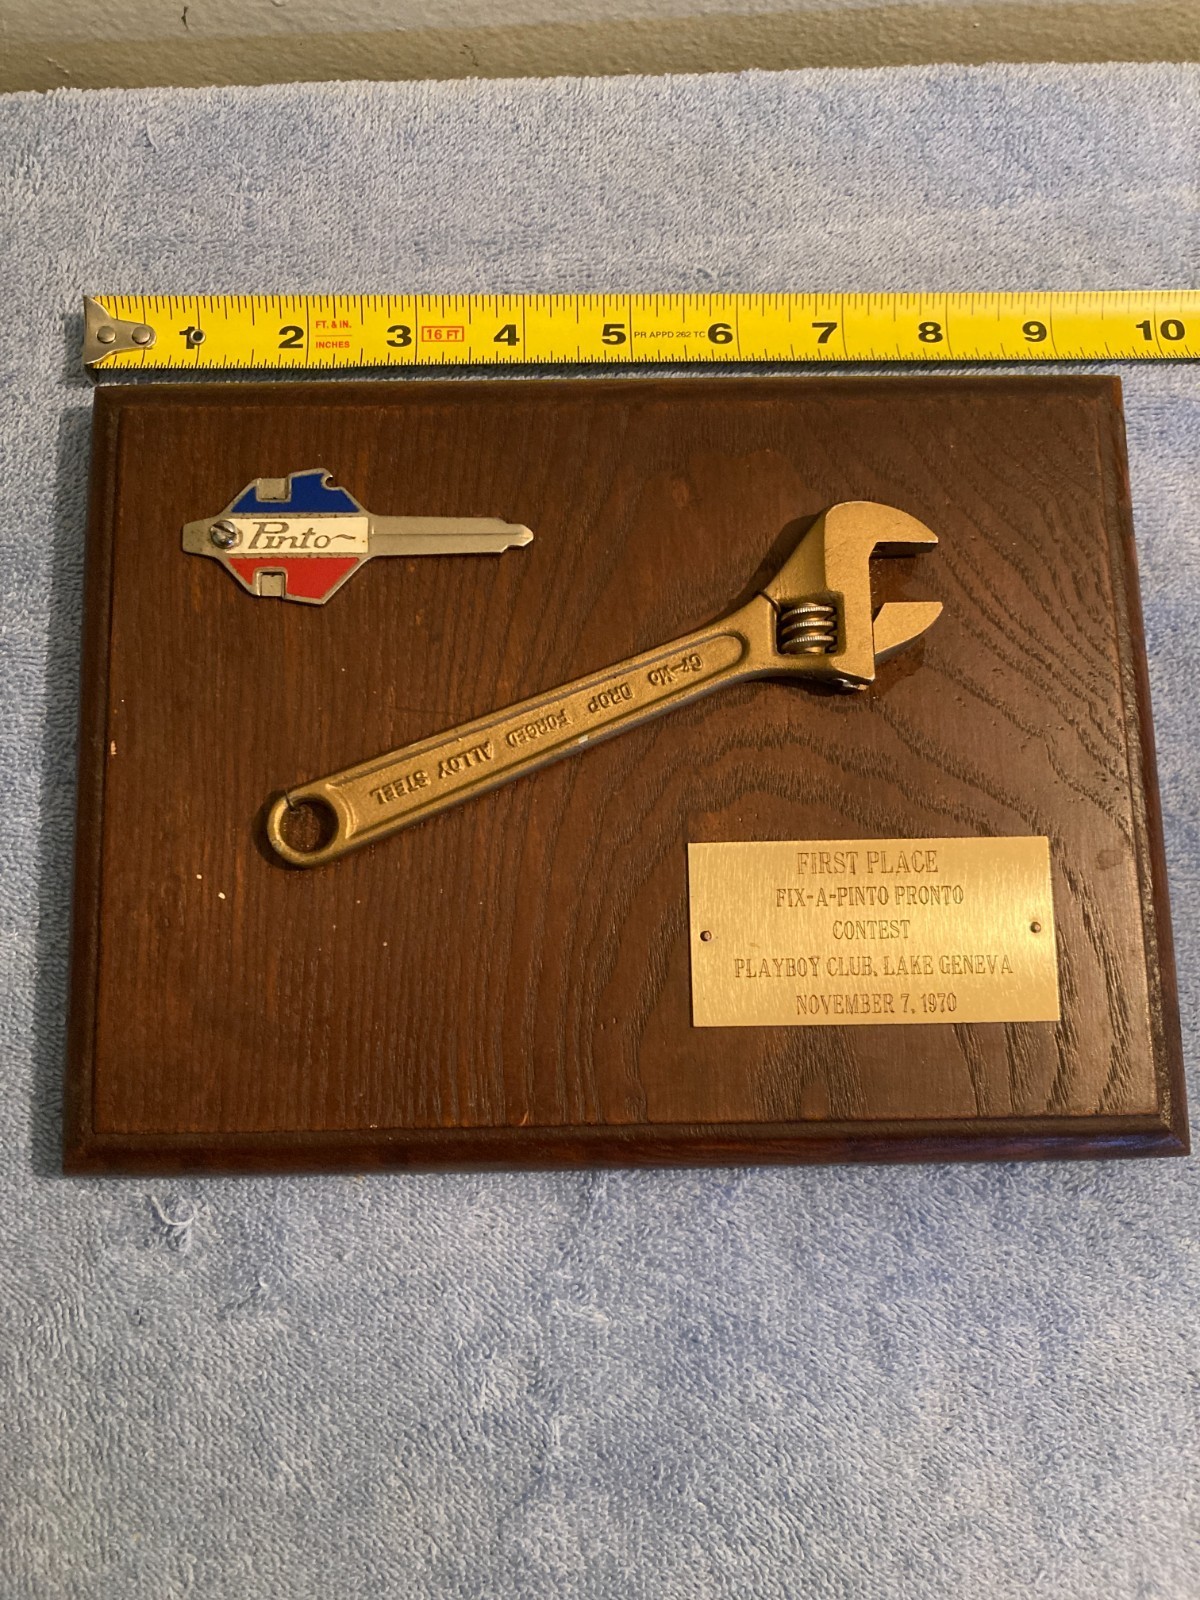 1 2 FT. & IN. 3 16 FT 4 5 PR APPD 262 TC 6 7 8 9 10
INCHES
Pinto
Cr-Mo DROP FORGED ALLOY STEEL
FIRST PLACE
FIX-A-PINTO PRONTO
CONTEST
PLAYBOY CLUB, LAKE GENEVA
NOVEMBER 7, 1970